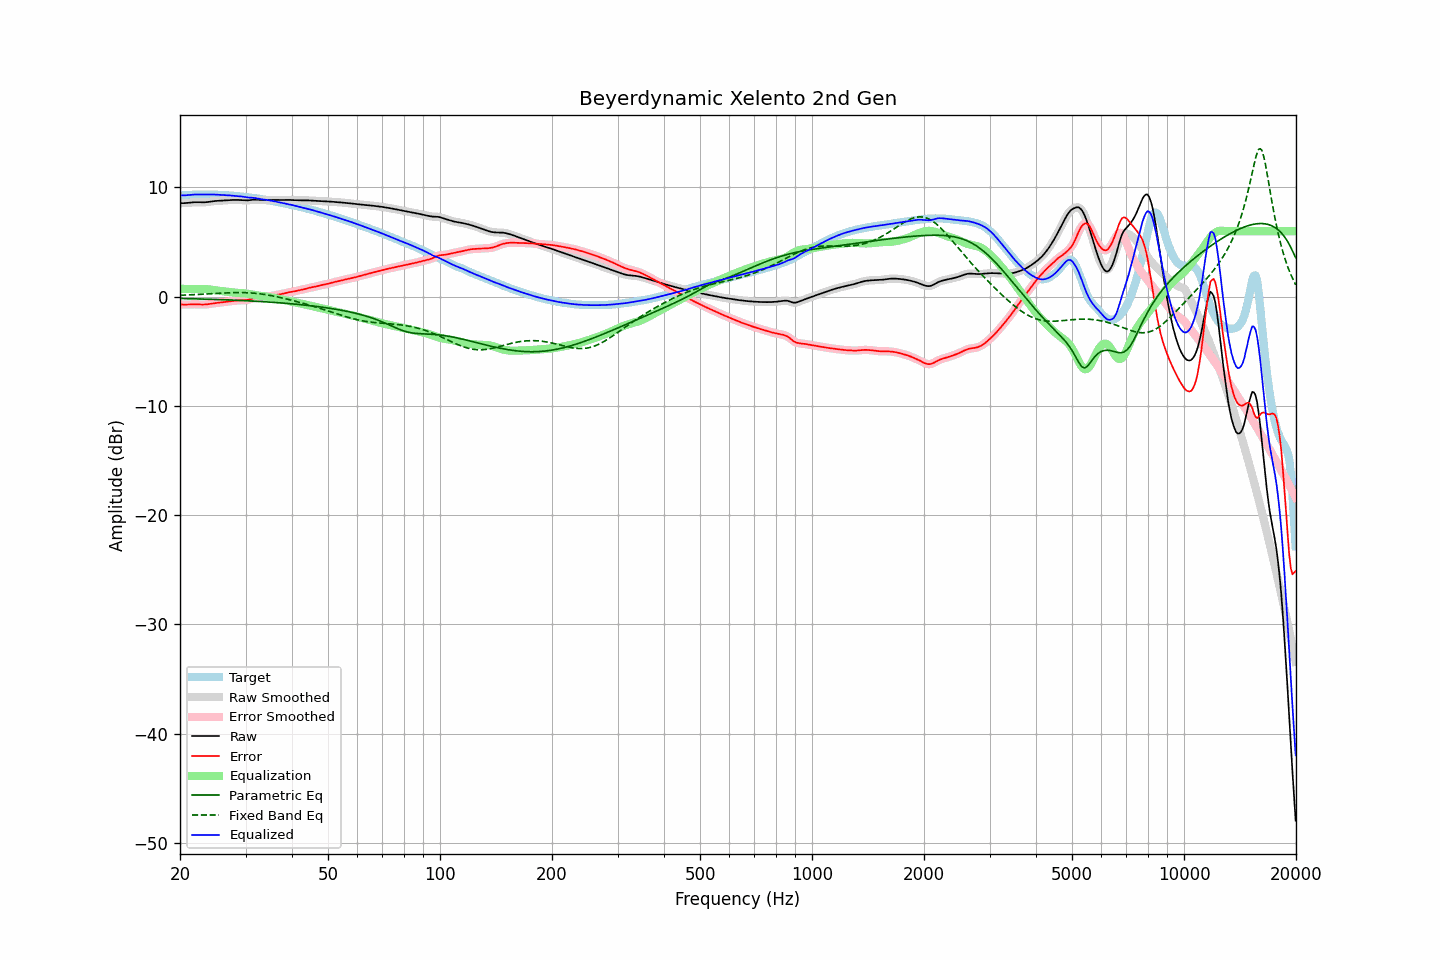 Beyerdynamic Xelento 2nd Gen
10
0
−10
−20
−30
−40
−50
Amplitude (dBr)
Target
Raw Smoothed
Error Smoothed
Raw
Error
Equalization
Parametric Eq
Fixed Band Eq
Equalized
20 50 100 200 500 1000 2000 5000 10000 20000
Frequency (Hz)